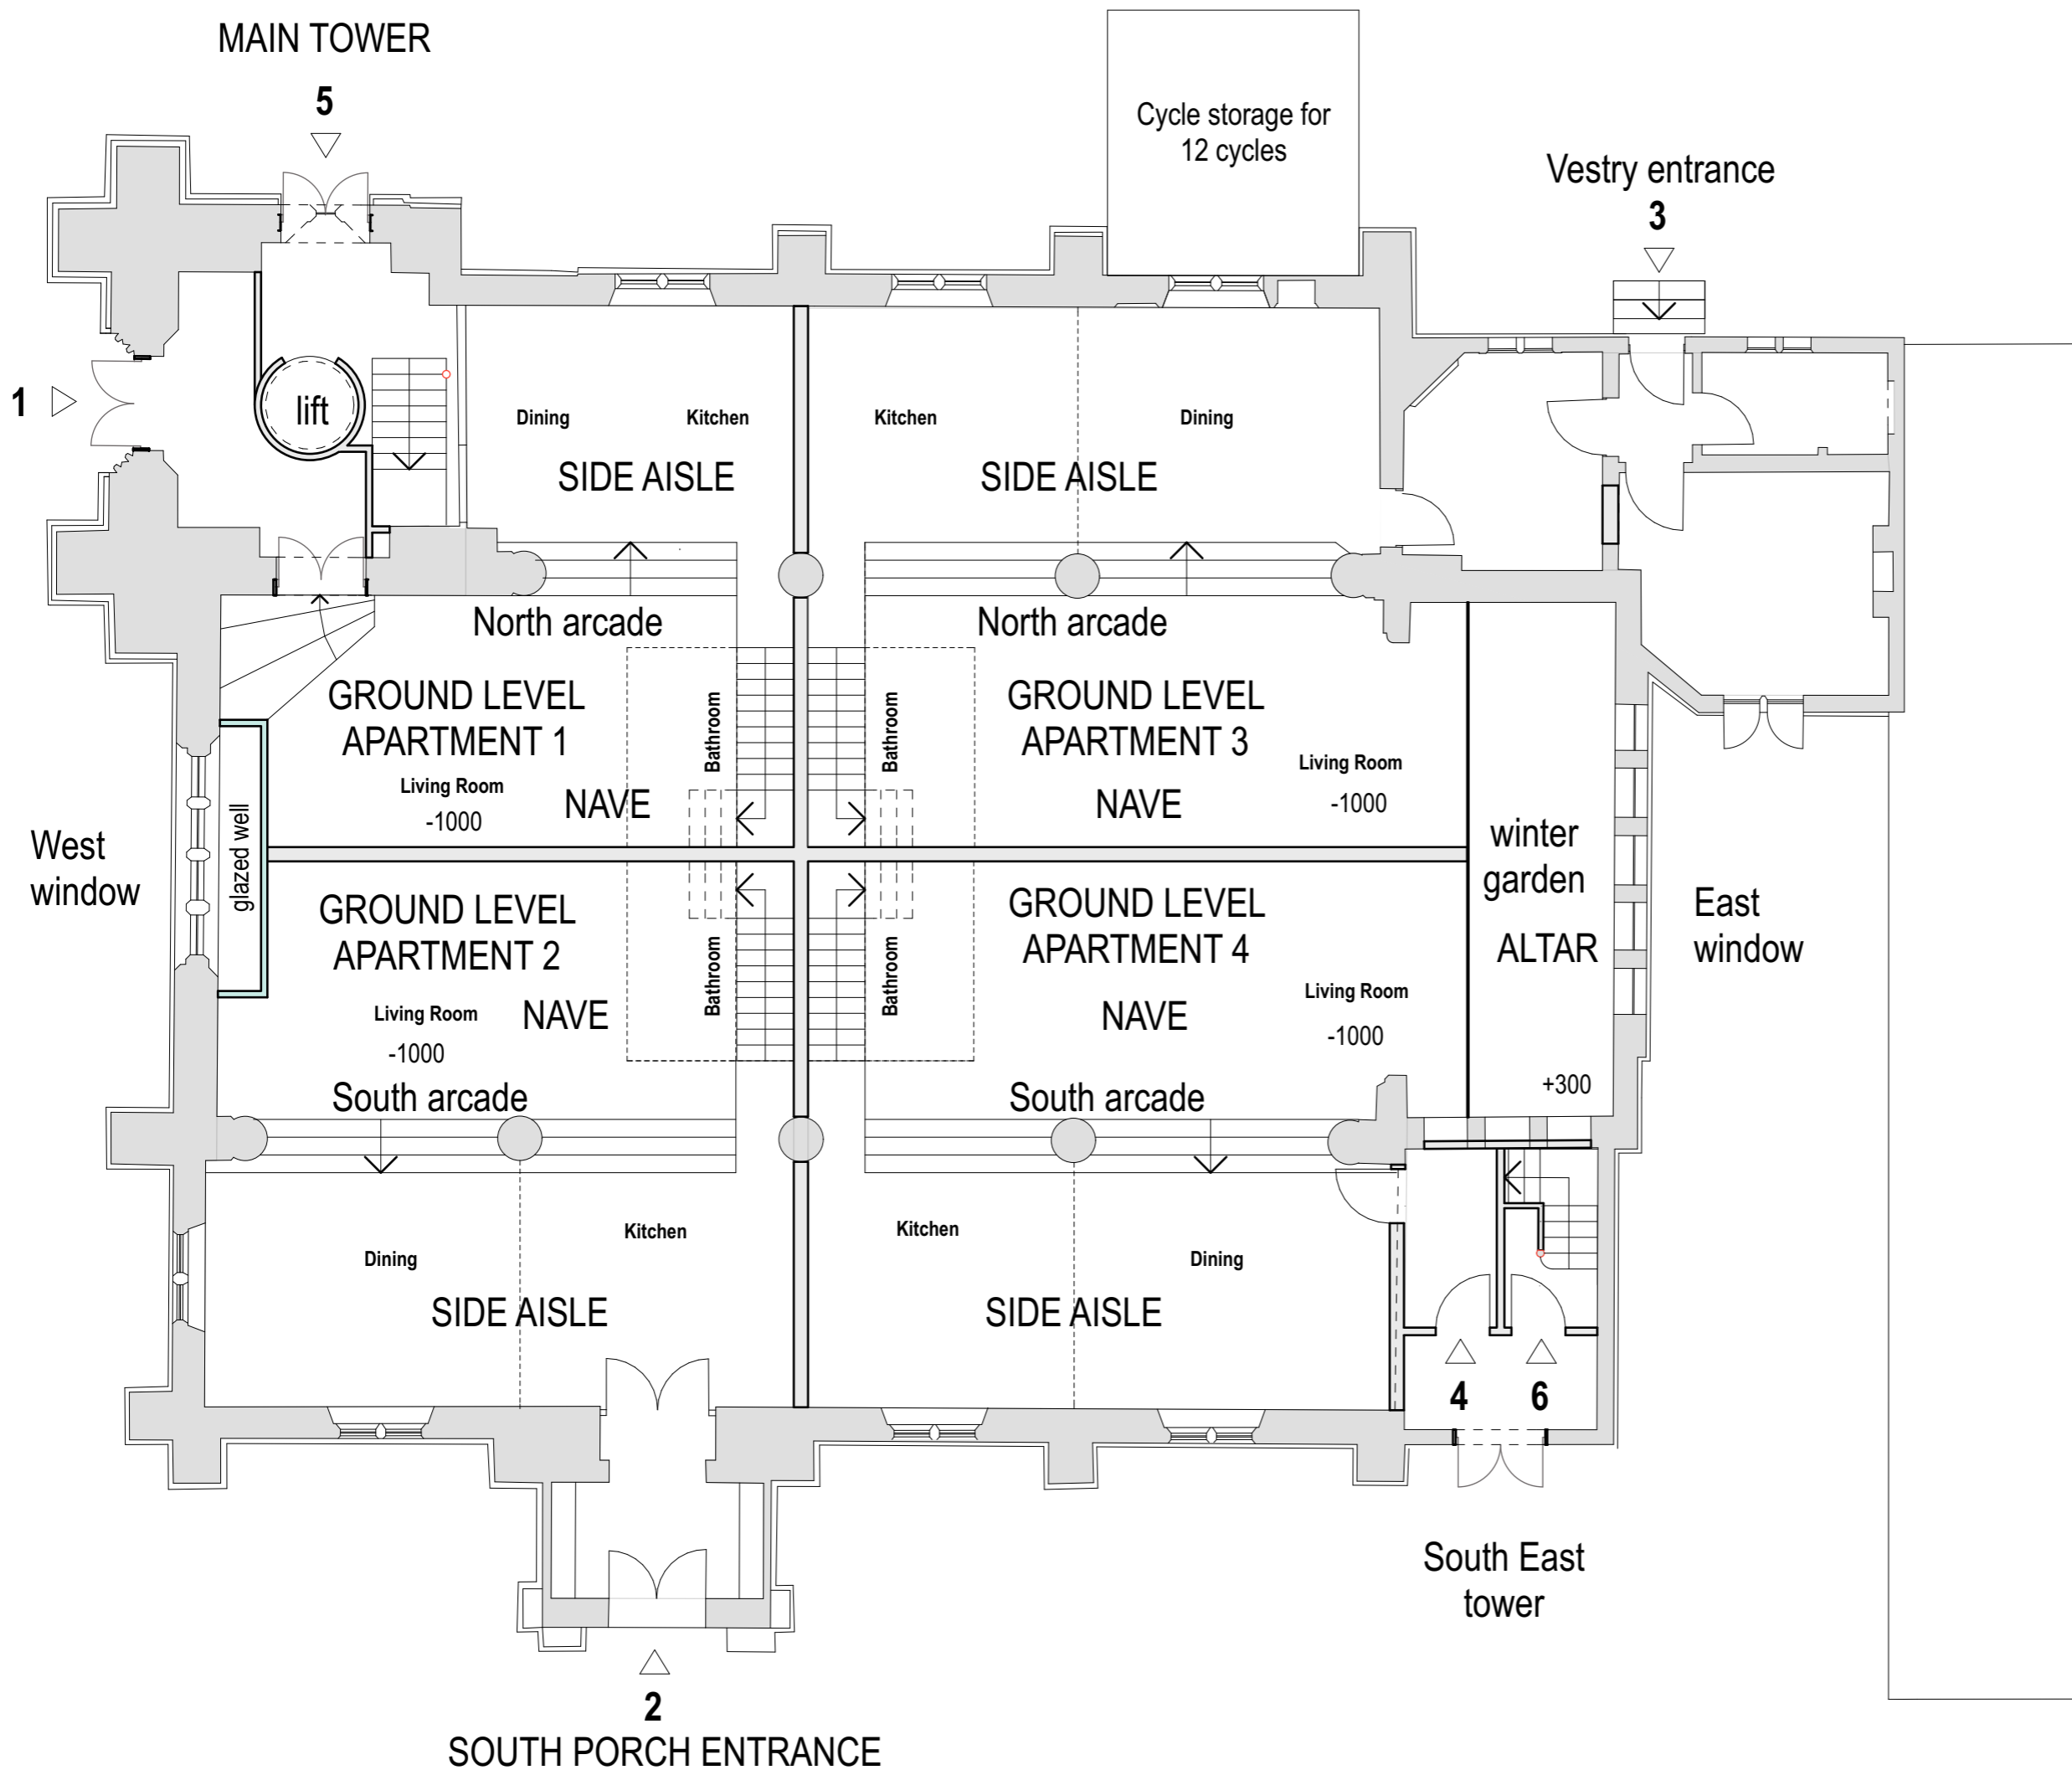 MAIN TOWER
5
Cycle storage for
12 cycles
Vestry entrance
3
1
lift
Dining
Kitchen
Kitchen
Dining
SIDE AISLE
SIDE AISLE
North arcade
North arcade
GROUND LEVEL
APARTMENT 1
Bathroom
Bathroom
GROUND LEVEL
APARTMENT 3
Living Room
-1000
NAVE
NAVE
Living Room
-1000
West
window
glazed well
winter
garden
ALTAR
East
window
GROUND LEVEL
APARTMENT 2
Bathroom
Bathroom
GROUND LEVEL
APARTMENT 4
Living Room
-1000
NAVE
NAVE
Living Room
-1000
+300
South arcade
South arcade
Dining
Kitchen
Kitchen
Dining
SIDE AISLE
SIDE AISLE
4
6
South East
tower
2
SOUTH PORCH ENTRANCE